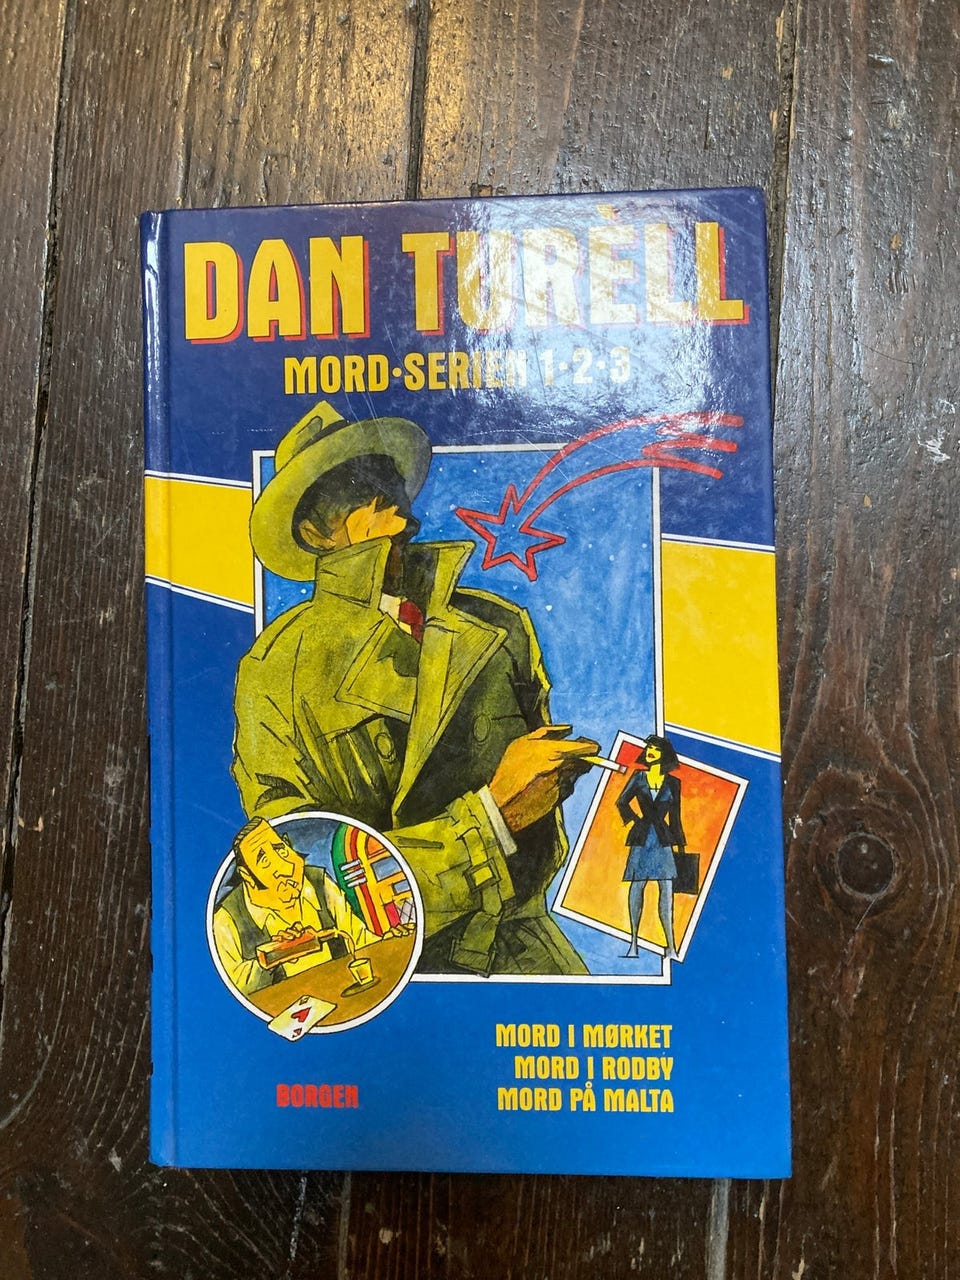 DAN TURÈLL
MORD·SERIEN 1·2·3
MORD I MØRKET
MORD I RODBY
MORD PÅ MALTA
BORGEN